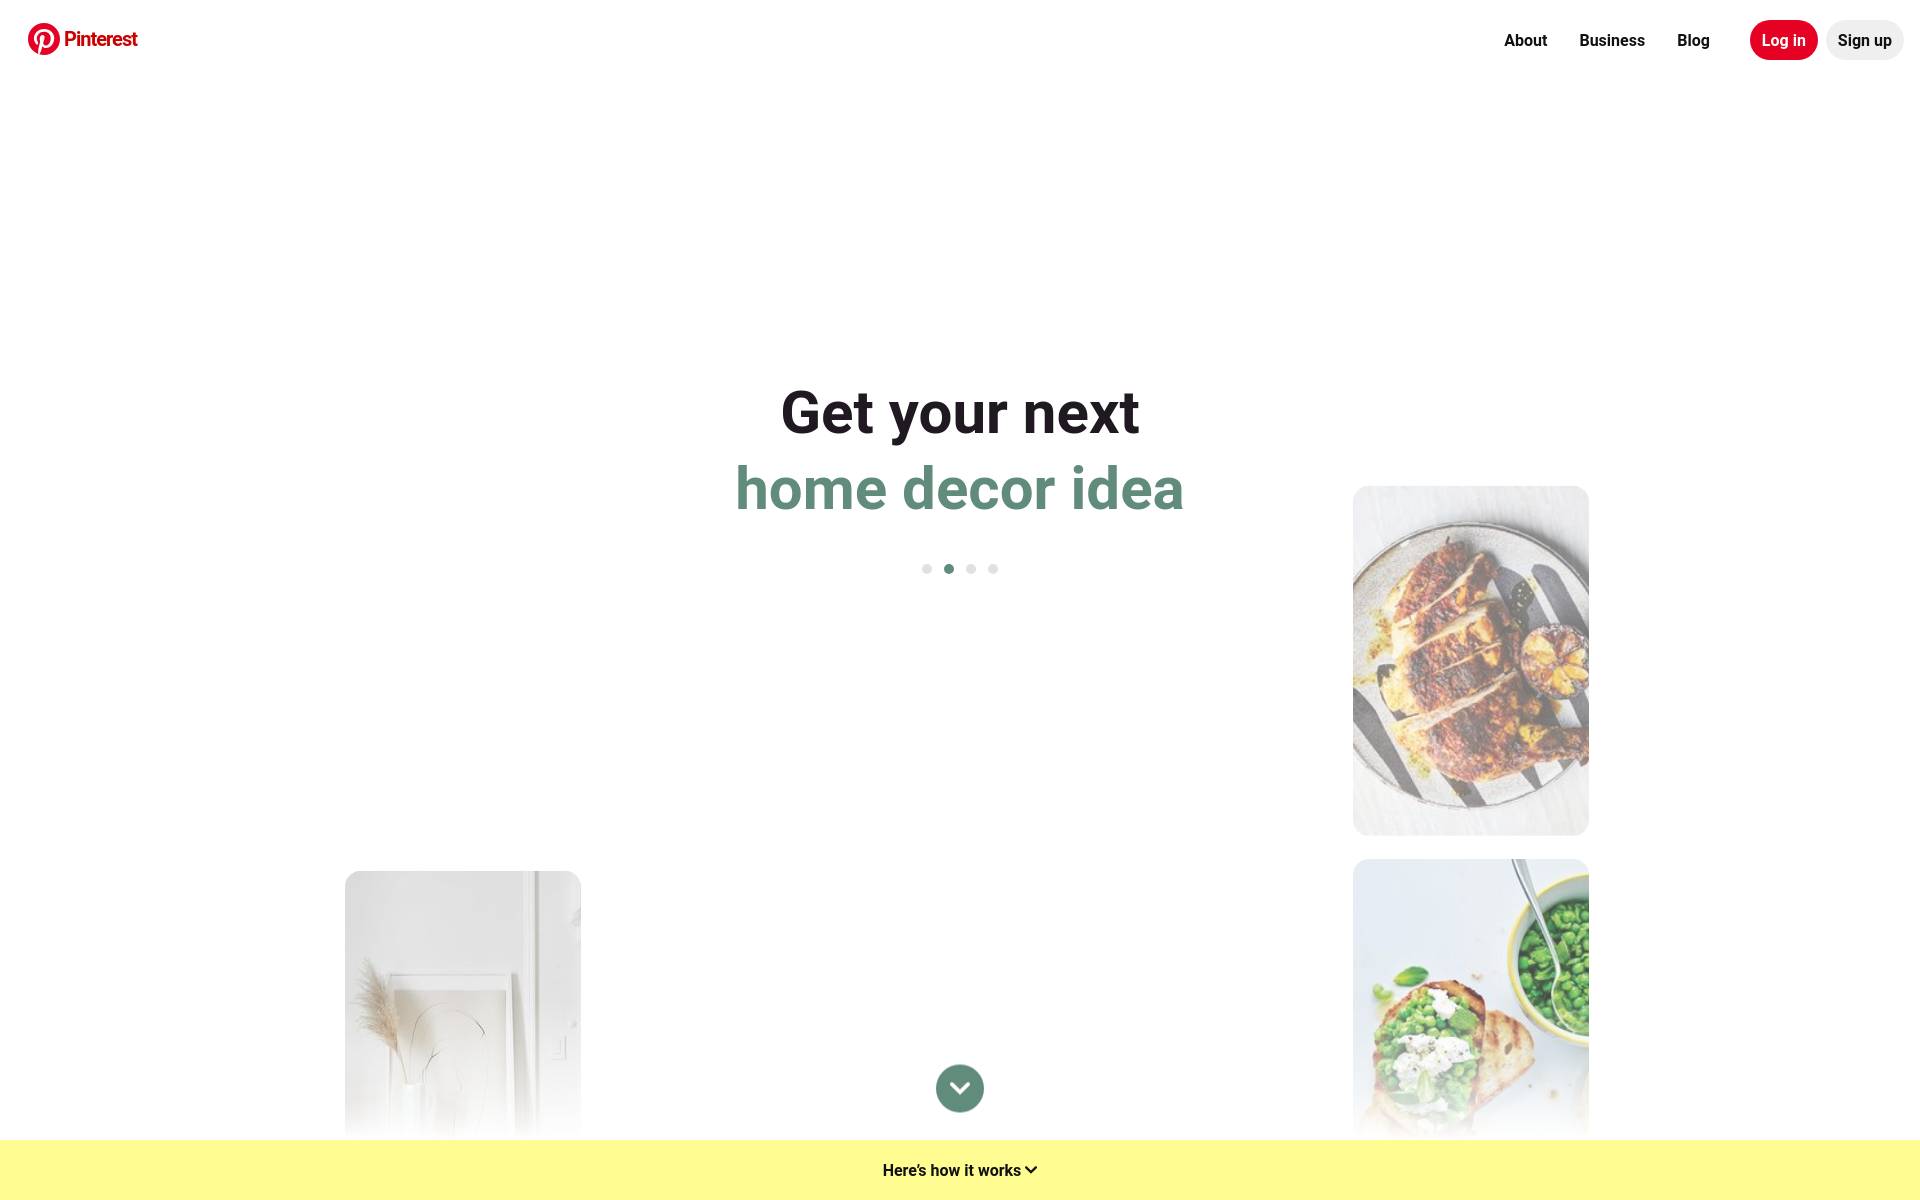 Pinterest
About
Business
Blog
Log in
Sign up
Get your next
home decor idea
Here's how it works